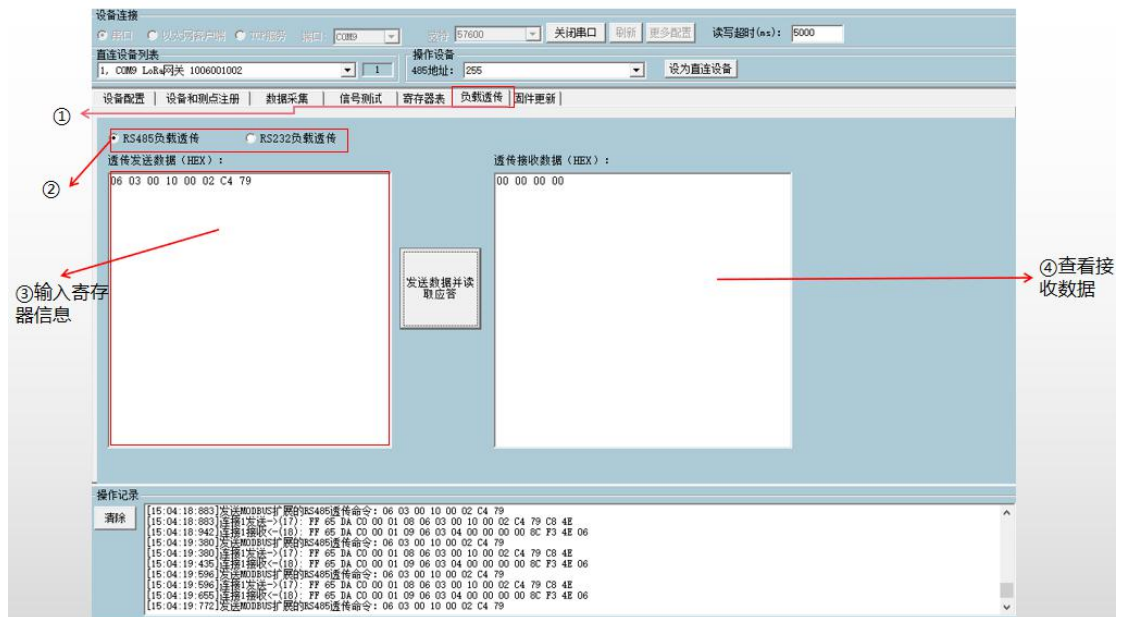 设备连接
串口 以太网客户端 端口 COM9 57600 关闭串口 刷新 更多配置 读写超时(ms): 5000
直连设备列表 操作设备
1, COM9 LoRa网关 1006001002 1 485地址: 255 设为直连设备
设备配置 设备和测点注册 数据采集 信号测试 寄存器表 负载透传 固件更新
①
RS485负载透传 RS232负载透传
透传发送数据（HEX）: 透传接收数据（HEX）:
②
06 03 00 10 00 02 C4 79 00 00 00 00
发送数据并读
取应答
③输入寄存
器信息
④查看接
收数据
操作记录
清除
[15:04:18:883]发送MODBUS扩展的RS485透传命令: 06 03 00 10 00 02 C4 79
[15:04:18:883]连接1发送->(17): FF 65 DA C0 00 01 08 06 03 00 10 00 02 C4 79 C8 4E
[15:04:18:942]连接1接收<-(18): FF 65 DA C0 01 09 06 03 04 00 00 00 00 8C F3 4E 06
[15:04:19:380]发送MODBUS扩展的RS485透传命令: 06 03 00 10 00 02 C4 79
[15:04:19:380]连接1发送->(17): FF 65 DA C0 00 01 08 06 03 00 10 00 02 C4 79 C8 4E
[15:04:19:435]连接1接收<-(18): FF 65 DA C0 01 09 06 03 04 00 00 00 00 8C F3 4E 06
[15:04:19:596]发送MODBUS扩展的RS485透传命令: 06 03 00 10 00 02 C4 79
[15:04:19:596]连接1发送->(17): FF 65 DA C0 00 01 08 06 03 00 10 00 02 C4 79 C8 4E
[15:04:19:655]连接1接收<-(18): FF 65 DA C0 01 09 06 03 04 00 00 00 00 8C F3 4E 06
[15:04:19:772]发送MODBUS扩展的RS485透传命令: 06 03 00 10 00 02 C4 79